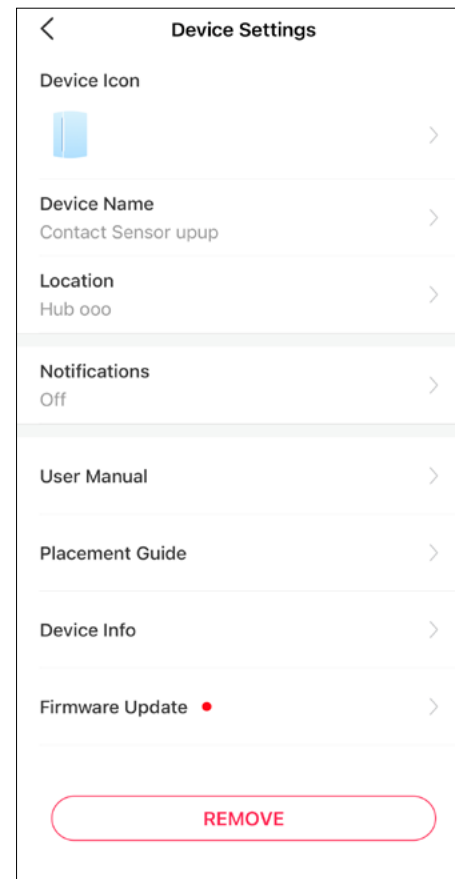 Device Settings
Device Icon
Device Name
Contact Sensor upup
Location
Hub ooo
Notifications
Off
User Manual
Placement Guide
Device Info
Firmware Update
REMOVE